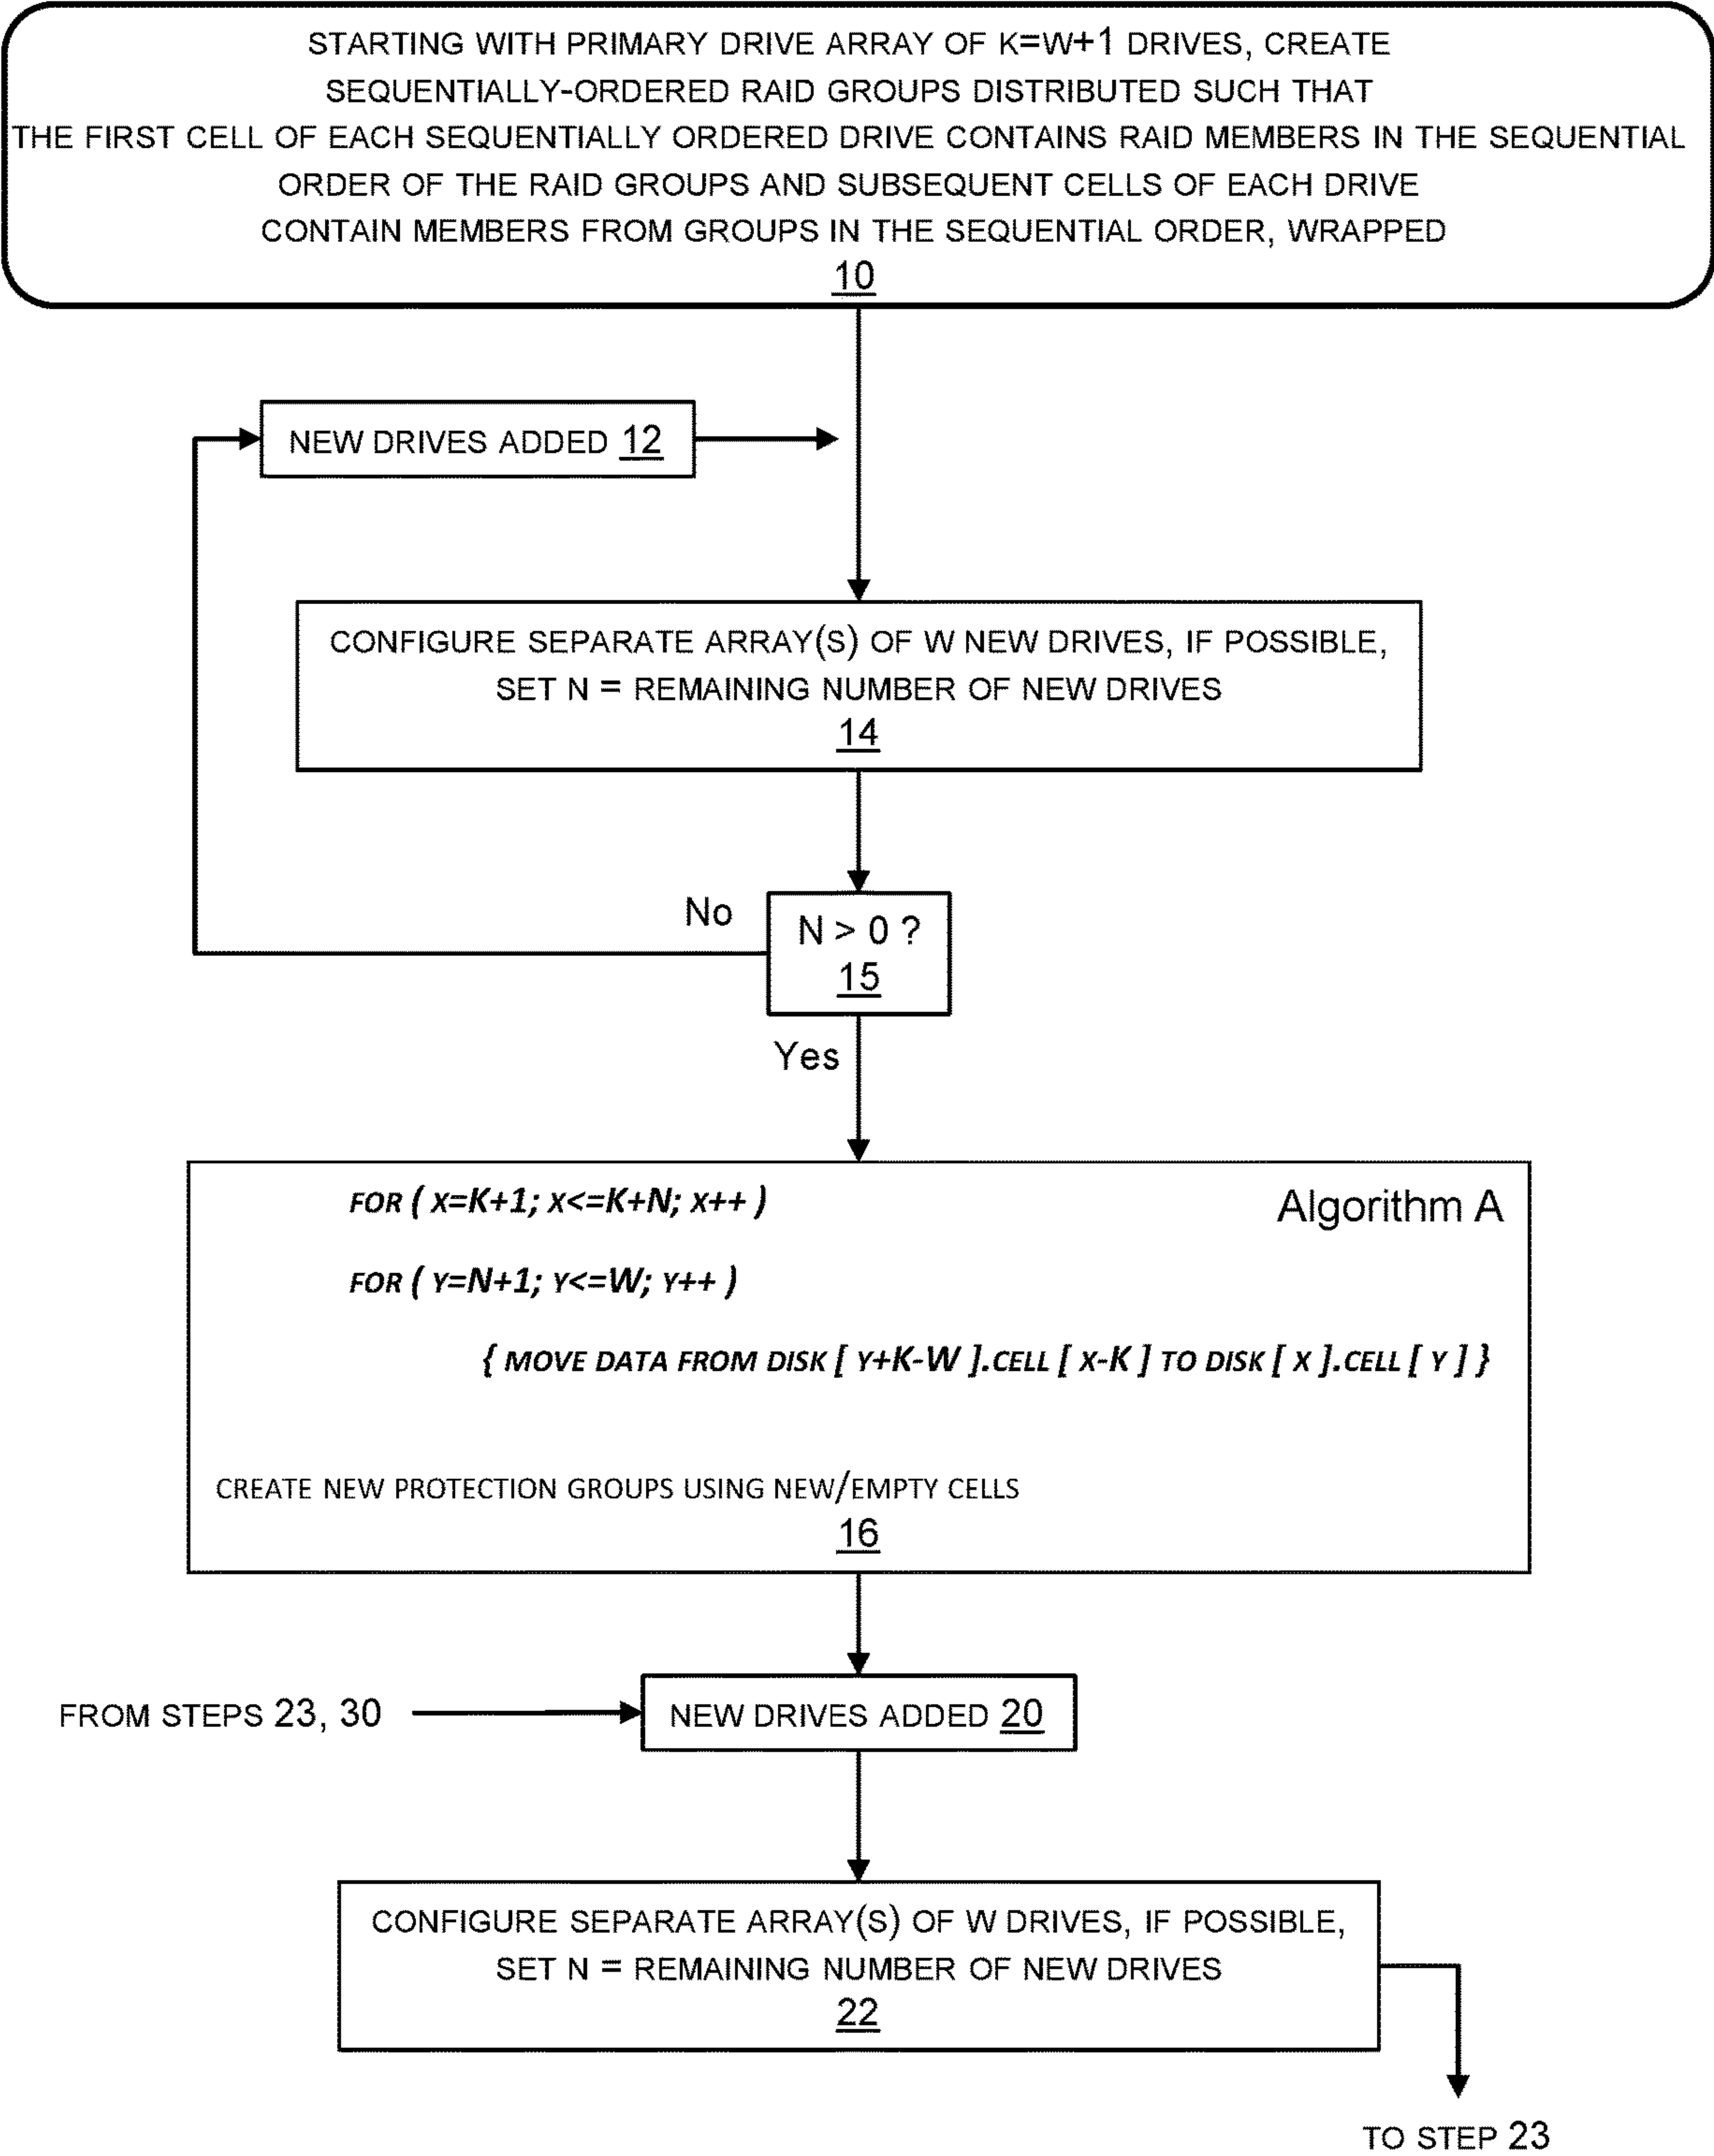 STARTING WITH PRIMARY DRIVE ARRAY OF K=W+1 DRIVES, CREATE
SEQUENTIALLY-ORDERED RAID GROUPS DISTRIBUTED SUCH THAT
THE FIRST CELL OF EACH SEQUENTIALLY ORDERED DRIVE CONTAINS RAID MEMBERS IN THE SEQUENTIAL
ORDER OF THE RAID GROUPS AND SUBSEQUENT CELLS OF EACH DRIVE
CONTAIN MEMBERS FROM GROUPS IN THE SEQUENTIAL ORDER, WRAPPED
10
NEW DRIVES ADDED 12
CONFIGURE SEPARATE ARRAY(S) OF W NEW DRIVES, IF POSSIBLE,
SET N = REMAINING NUMBER OF NEW DRIVES
14
No
N > 0 ?
15
Yes
FOR ( X=K+1; X<=K+N; X++ )
Algorithm A
FOR ( Y=N+1; Y<=W; Y++ )
{ MOVE DATA FROM DISK [ Y+K-W ].CELL [ X-K ] TO DISK [ X ].CELL [ Y ] }
CREATE NEW PROTECTION GROUPS USING NEW/EMPTY CELLS
16
FROM STEPS 23, 30
NEW DRIVES ADDED 20
CONFIGURE SEPARATE ARRAY(S) OF W DRIVES, IF POSSIBLE,
SET N = REMAINING NUMBER OF NEW DRIVES
22
TO STEP 23